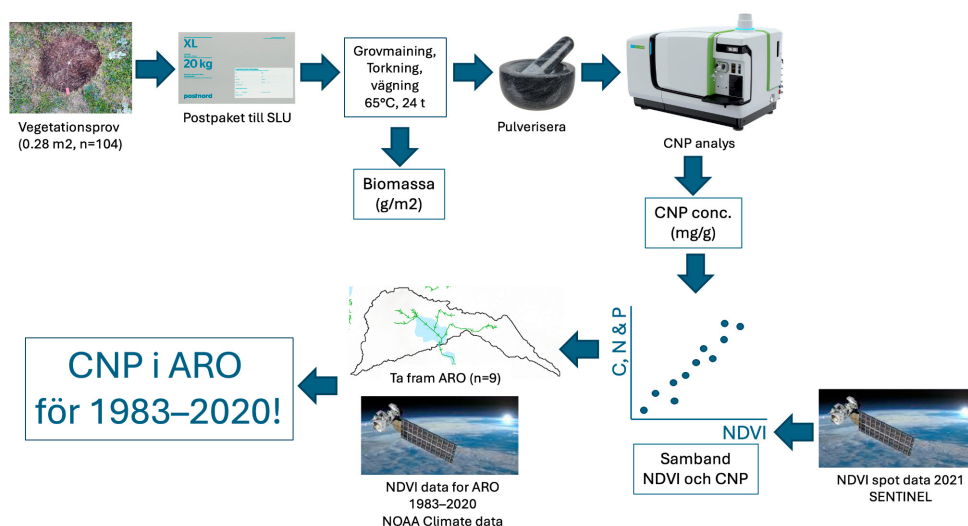 Vegetationsprov
(0.28 m2, n=104)
XL
20 kg
postnord
Postpaket till SLU
Grovmaining,
Torkning,
vägning
65°C, 24 t
Biomassa
(g/m2)
Pulverisera
CNP analys
CNP conc.
(mg/g)
C, N & P
NDVI
Samband
NDVI och CNP
NDVI spot data 2021
SENTINEL
Ta fram ARO (n=9)
NDVI data for ARO
1983–2020
NOAA Climate data
CNP i ARO
för 1983–2020!